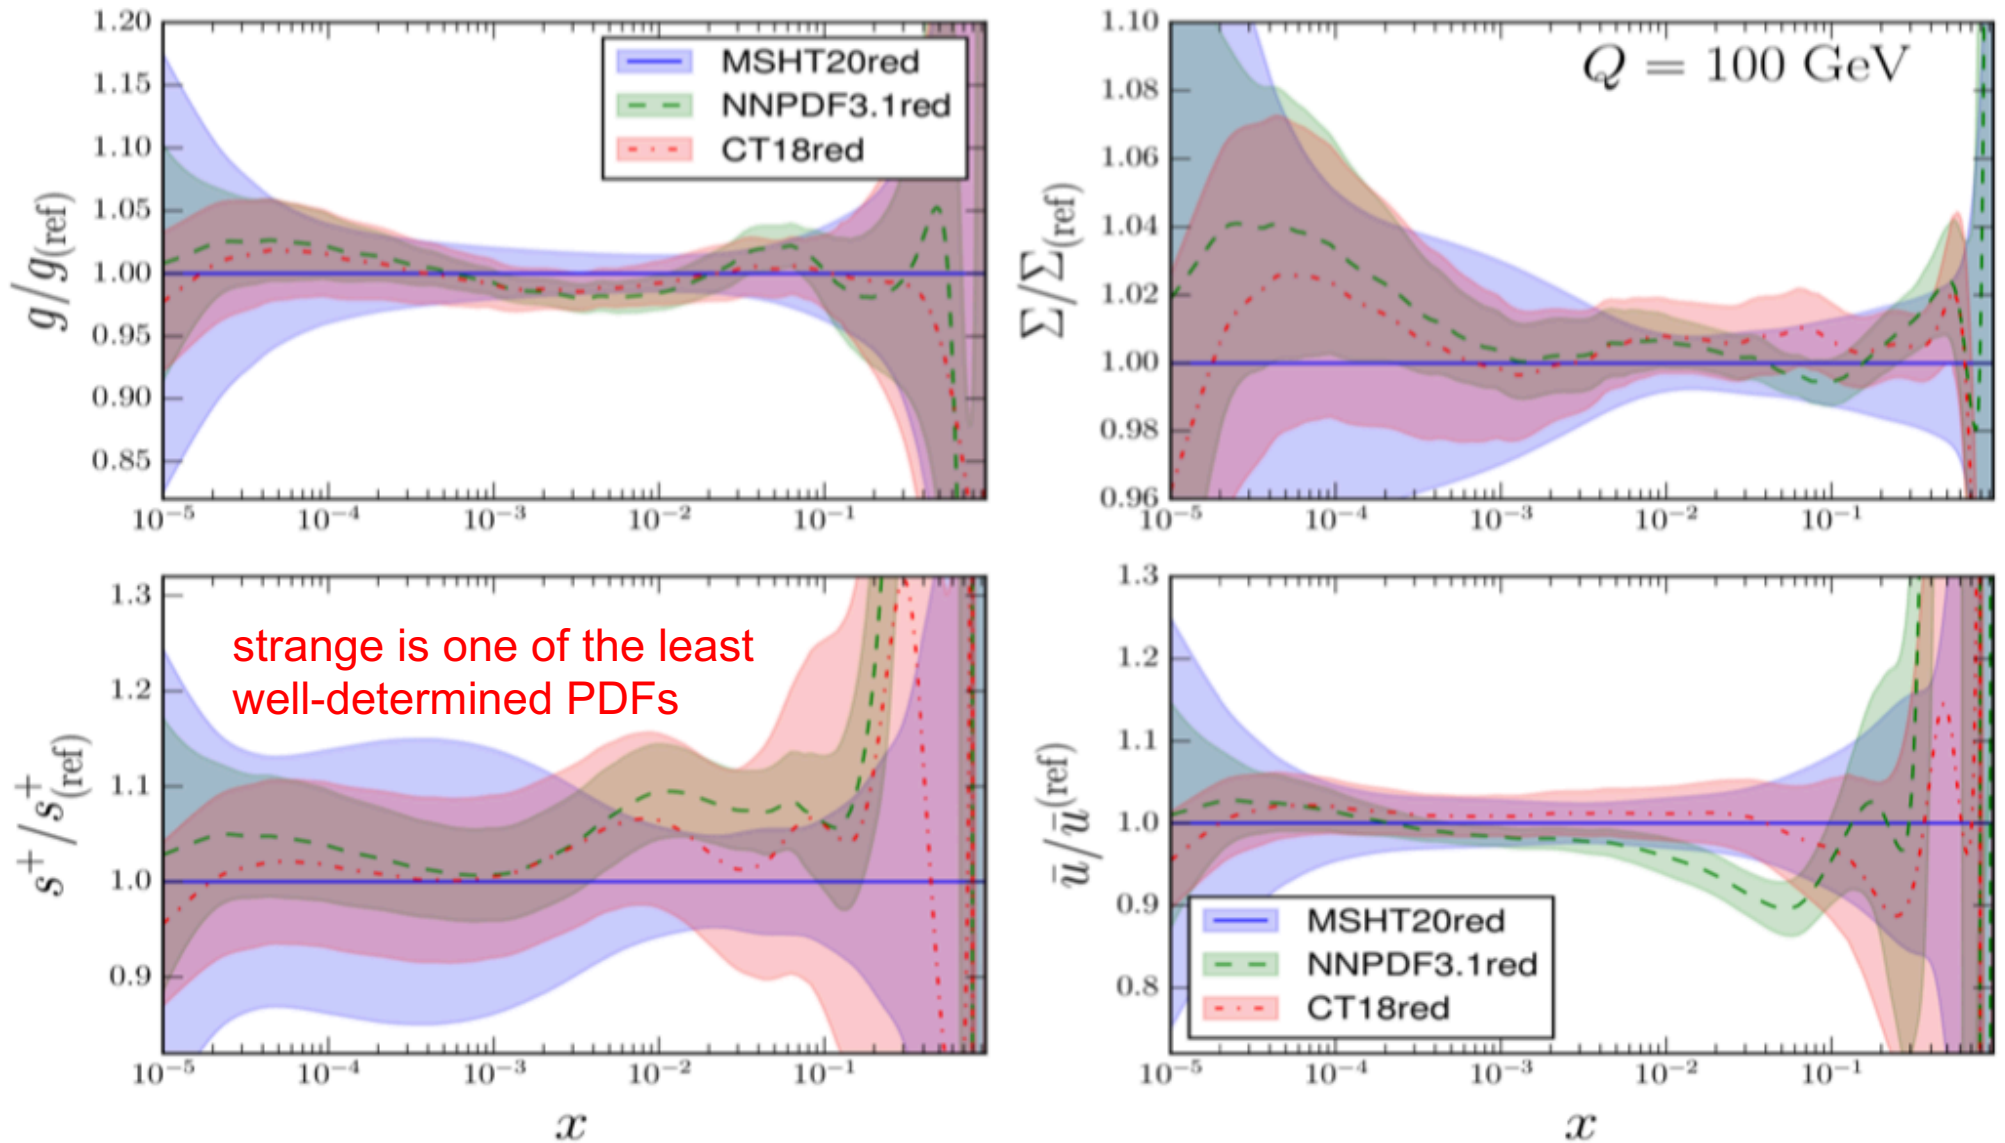 1.20
1.15
1.10
1.05
1.00
0.95
0.90
0.85
g/g(ref)
MSHT20red
NNPDF3.1red
CT18red
10⁻⁵ 10⁻⁴ 10⁻³ 10⁻² 10⁻¹
1.10
1.08
1.06
1.04
1.02
1.00
0.98
0.96
Σ/Σ(ref)
Q = 100 GeV
10⁻⁵ 10⁻⁴ 10⁻³ 10⁻² 10⁻¹
1.3
1.2
1.1
1.0
0.9
s⁺/s⁺(ref)
strange is one of the least
well-determined PDFs
10⁻⁵ 10⁻⁴ 10⁻³ 10⁻² 10⁻¹
x
1.3
1.2
1.1
1.0
0.9
0.8
ū/ū(ref)
MSHT20red
NNPDF3.1red
CT18red
10⁻⁵ 10⁻⁴ 10⁻³ 10⁻² 10⁻¹
x